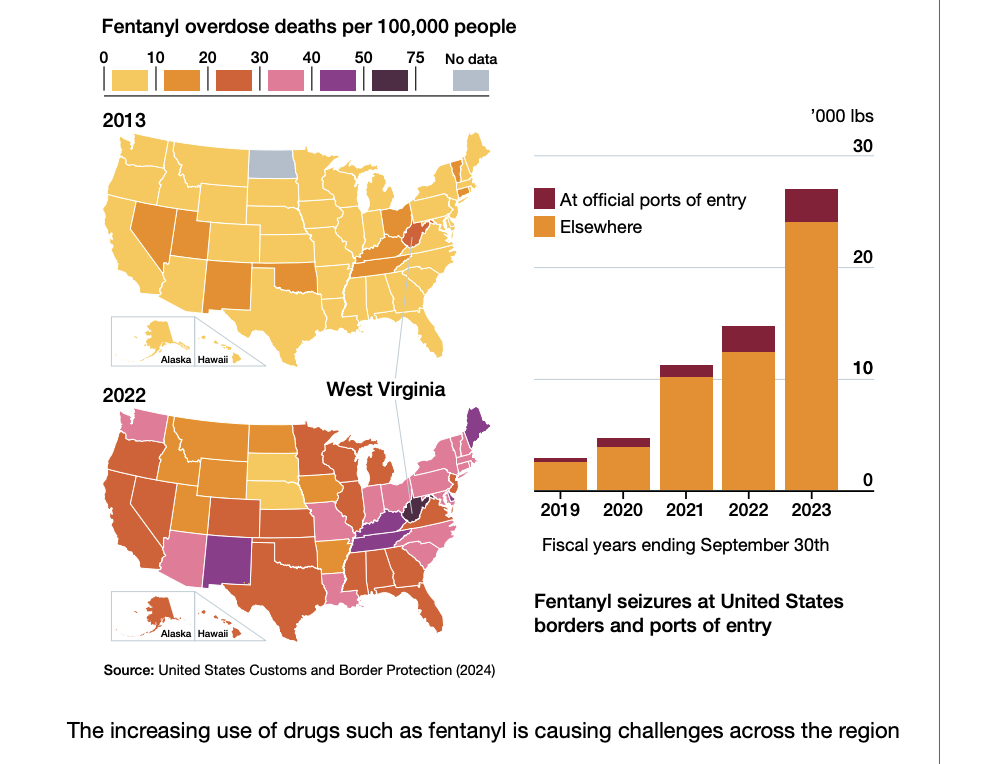 Fentanyl overdose deaths per 100,000 people
0 10 20 30 40 50 75 No data
2013
Alaska Hawaii
West Virginia
2022
Alaska Hawaii
Source: United States Customs and Border Protection (2024)
’000 lbs
30
At official ports of entry
Elsewhere
20
10
0
2019 2020 2021 2022 2023
Fiscal years ending September 30th
Fentanyl seizures at United States
borders and ports of entry
The increasing use of drugs such as fentanyl is causing challenges across the region